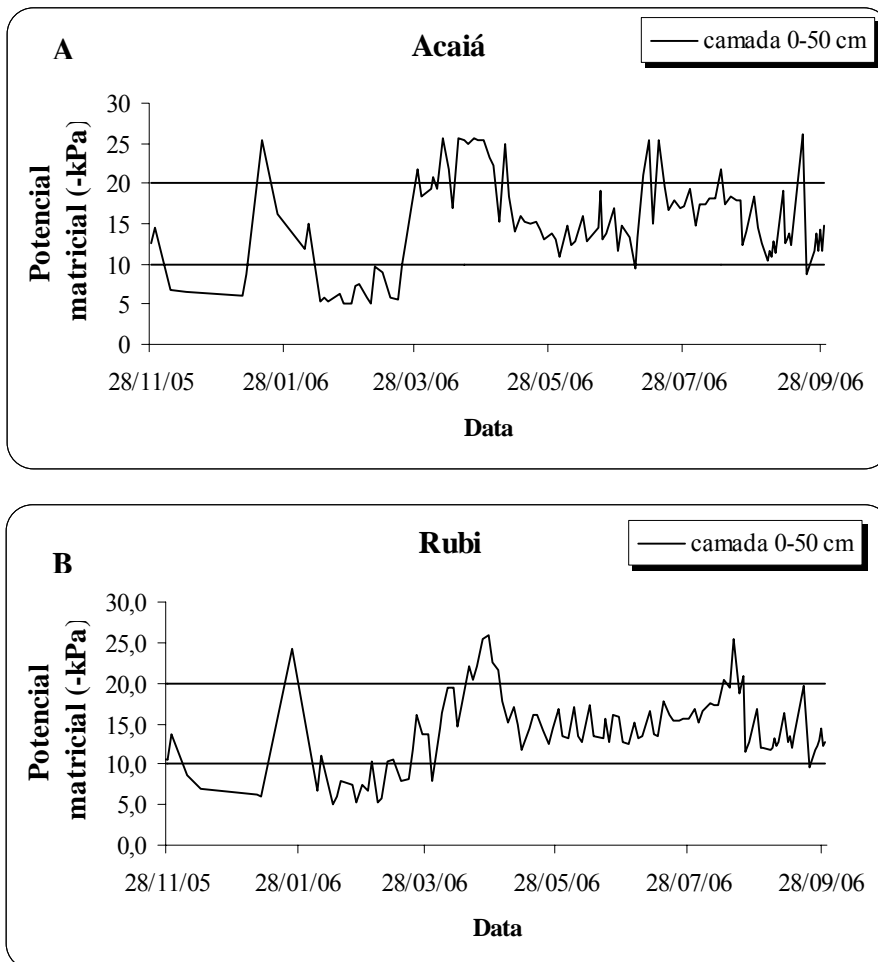 A
Acaiá
camada 0-50 cm
Potencial
matricial (-kPa)
30
25
20
15
10
5
0
28/11/05
28/01/06
28/03/06
28/05/06
28/07/06
28/09/06
Data
B
Rubi
camada 0-50 cm
Potencial
matricial (-kPa)
30,0
25,0
20,0
15,0
10,0
5,0
0,0
28/11/05
28/01/06
28/03/06
28/05/06
28/07/06
28/09/06
Data